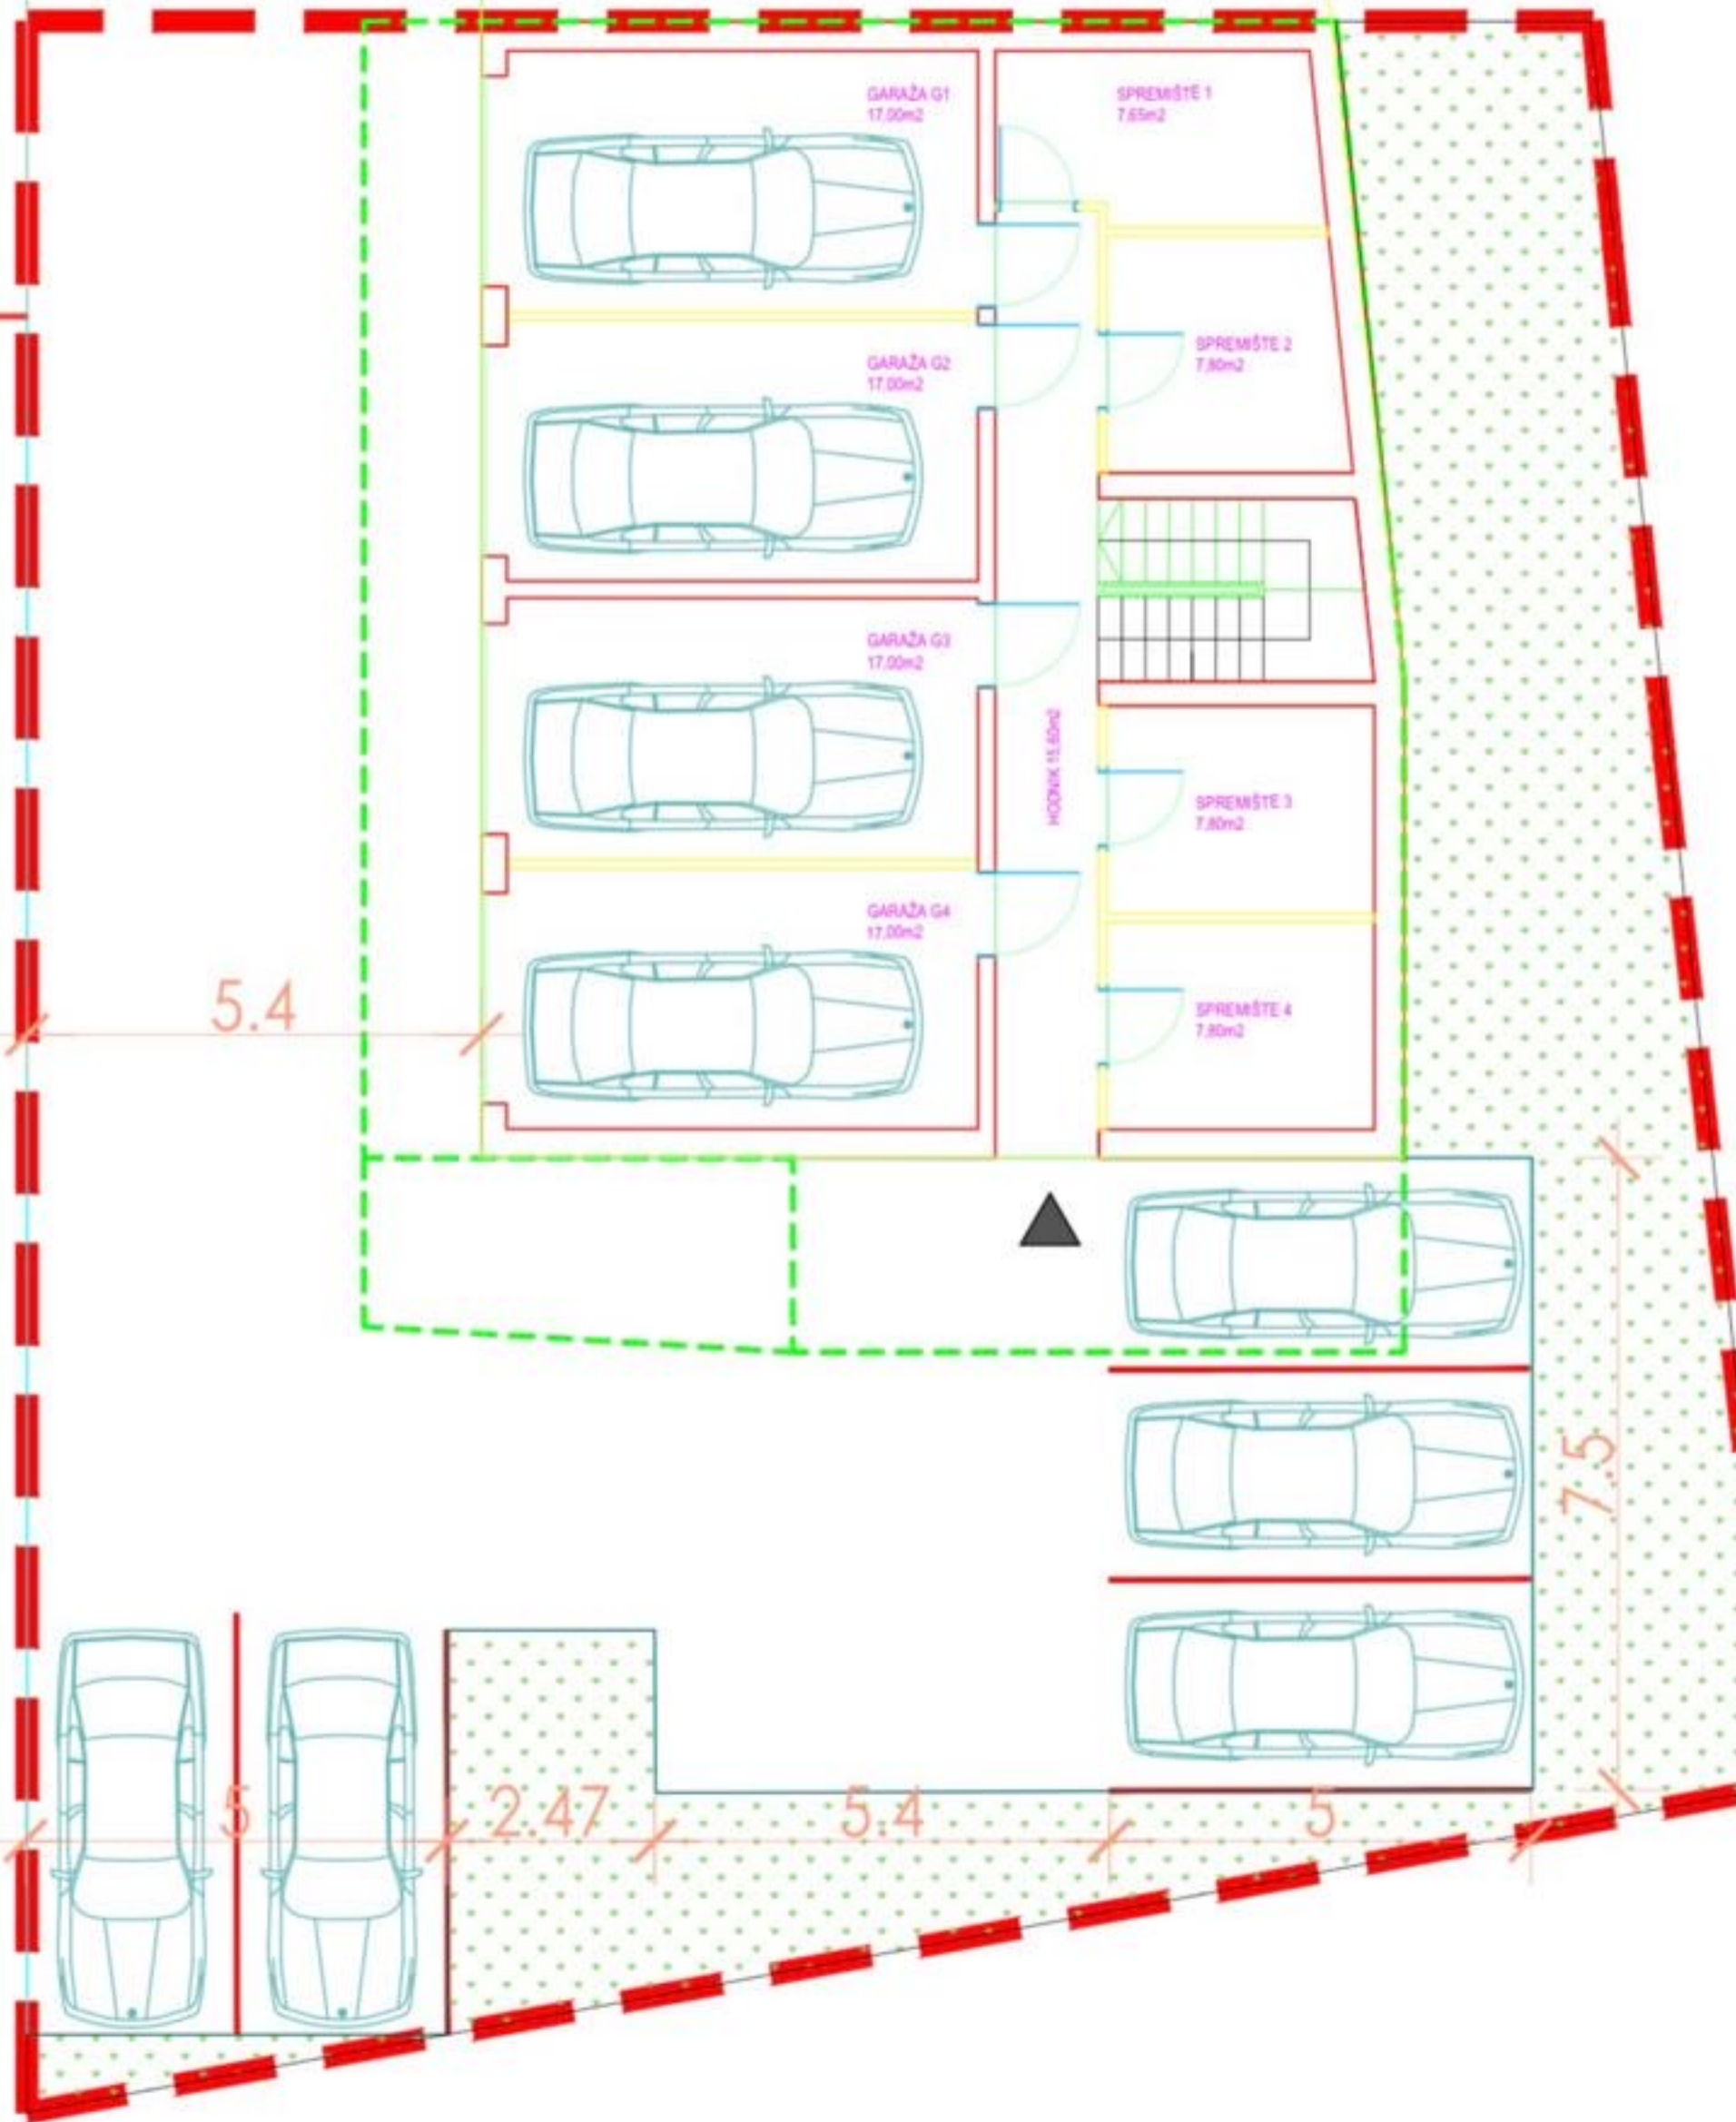 GARAŽA G1
17.00m2
SPREMIŠTE 1
7,65m2
GARAŽA G2
17.00m2
SPREMIŠTE 2
7,80m2
GARAŽA G3
17.00m2
HODNIK 15,60m2
SPREMIŠTE 3
7,80m2
GARAŽA G4
17,00m2
SPREMIŠTE 4
7,80m2
5.4
7.5
5
2.47
5.4
5